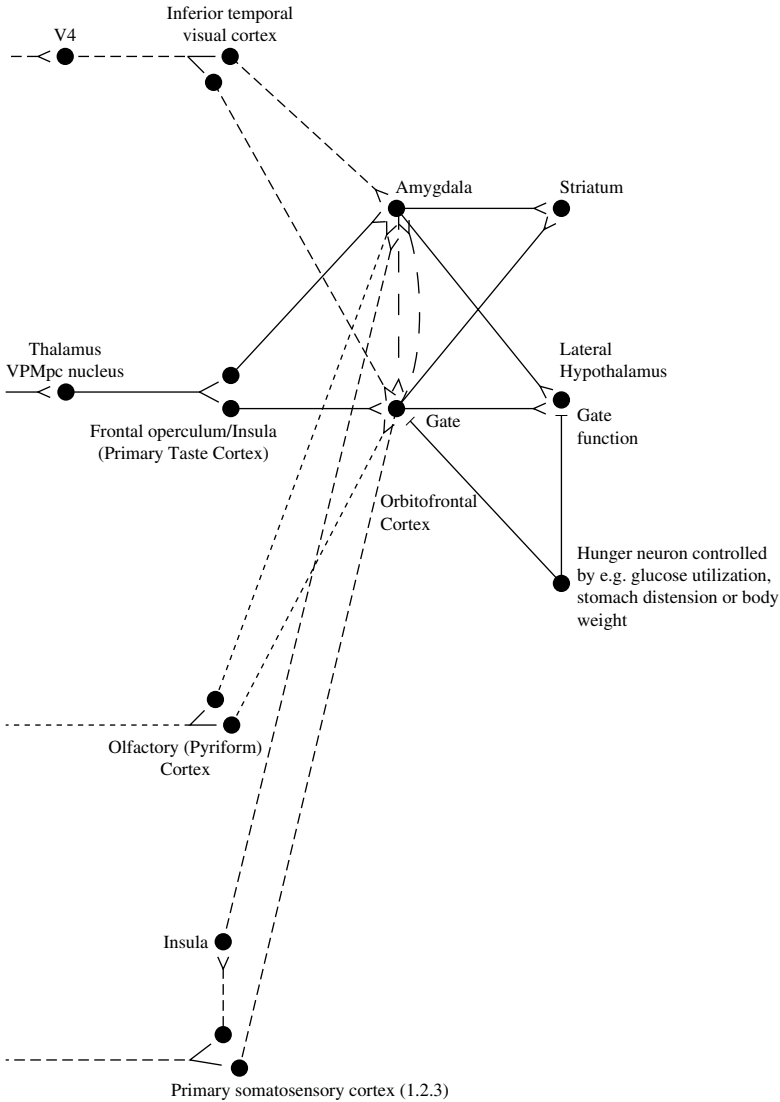 Inferior temporal
visual cortex
V4
Amygdala
Striatum
Thalamus
VPMpc nucleus
Lateral
Hypothalamus
Frontal operculum/Insula
(Primary Taste Cortex)
Gate
Gate
function
Orbitofrontal
Cortex
Hunger neuron controlled
by e.g. glucose utilization,
stomach distension or body
weight
Olfactory (Pyriform)
Cortex
Insula
Primary somatosensory cortex (1.2.3)